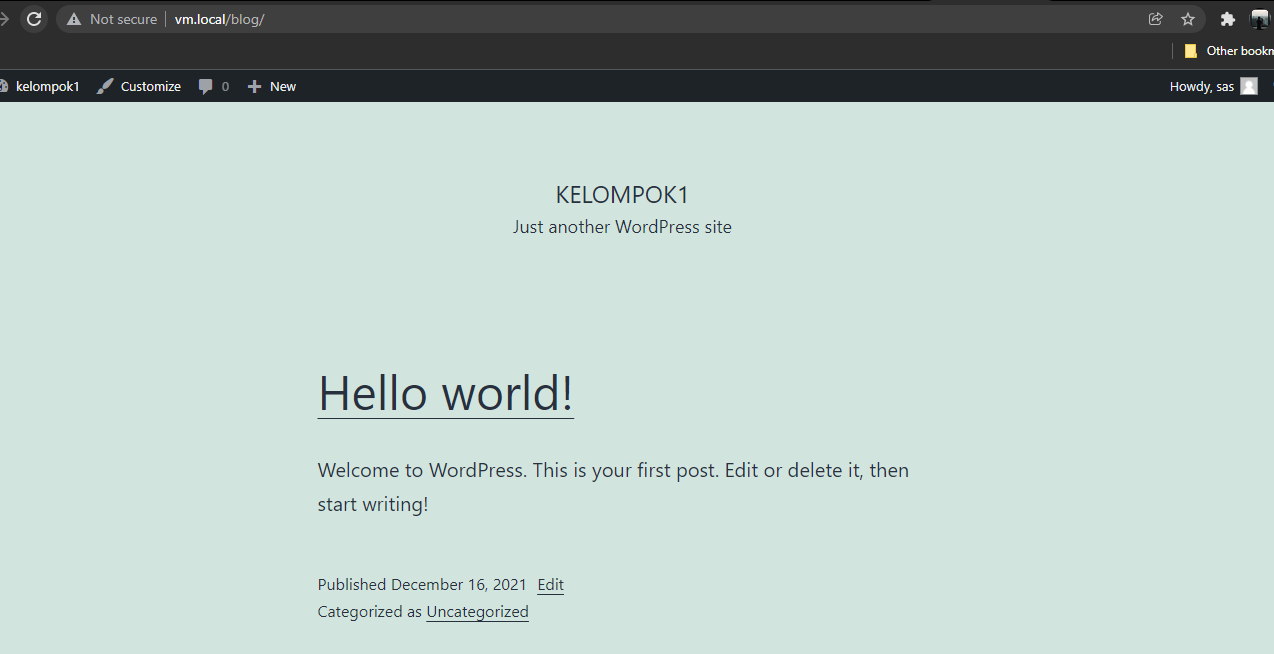 Not secure vm.local/blog/
Other bookm
kelompok1 Customize 0 New Howdy, sas
KELOMPOK1
Just another WordPress site
Hello world!
Welcome to WordPress. This is your first post. Edit or delete it, then
start writing!
Published December 16, 2021 Edit
Categorized as Uncategorized